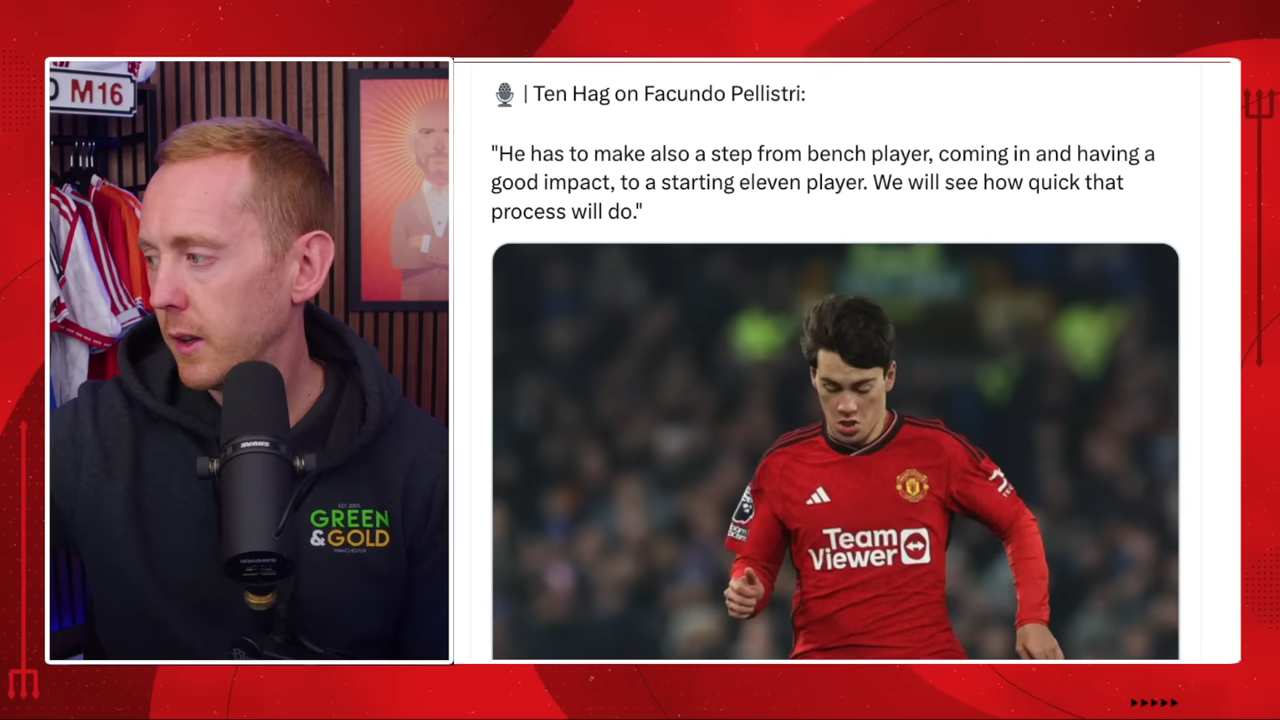 M16
| Ten Hag on Facundo Pellistri:
"He has to make also a step from bench player, coming in and having a
good impact, to a starting eleven player. We will see how quick that
process will do."
GREEN
&GOLD
MANCHESTER
Team
Viewer